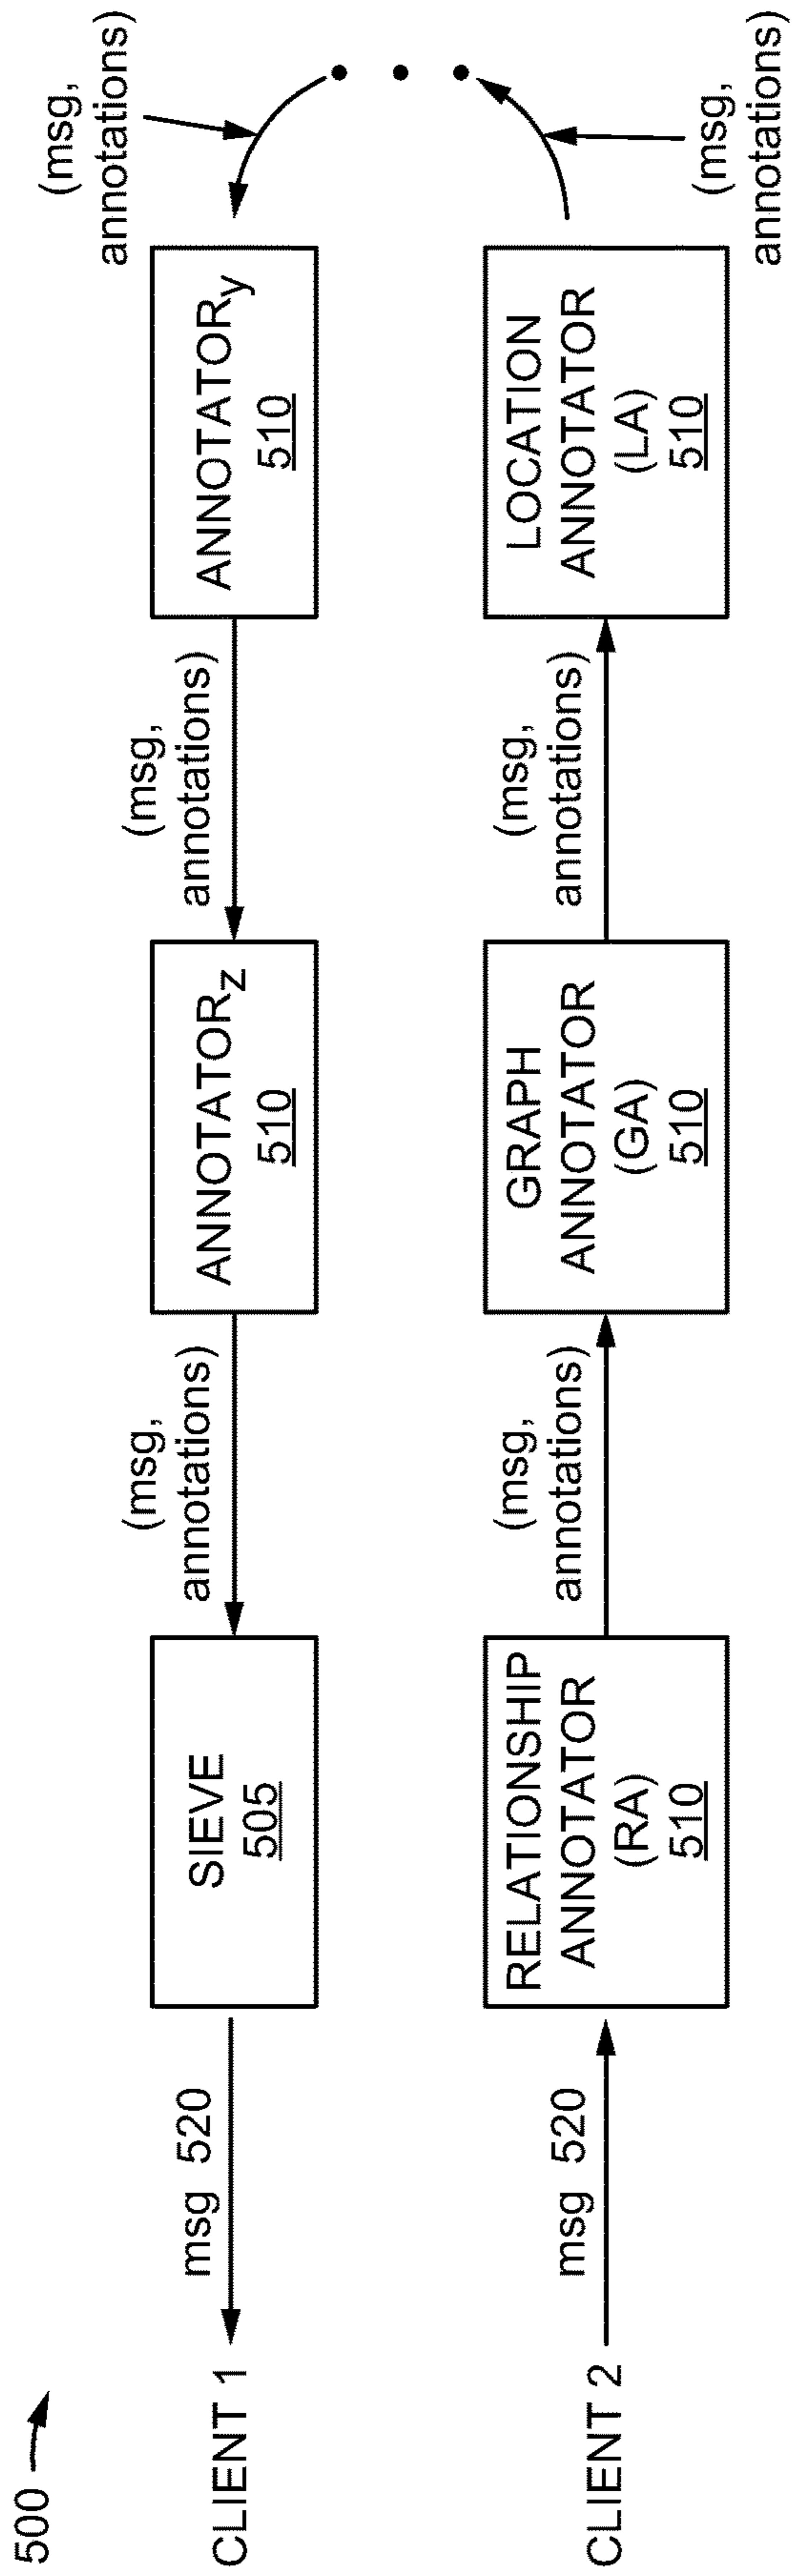 500
CLIENT 1
msg 520
SIEVE
505
(msg,
annotations)
ANNOTATORz
510
(msg,
annotations)
ANNOTATORy
510
(msg,
annotations)
CLIENT 2
msg 520
RELATIONSHIP
ANNOTATOR
(RA)
510
(msg,
annotations)
GRAPH
ANNOTATOR
(GA)
510
(msg,
annotations)
LOCATION
ANNOTATOR
(LA)
510
(msg,
annotations)